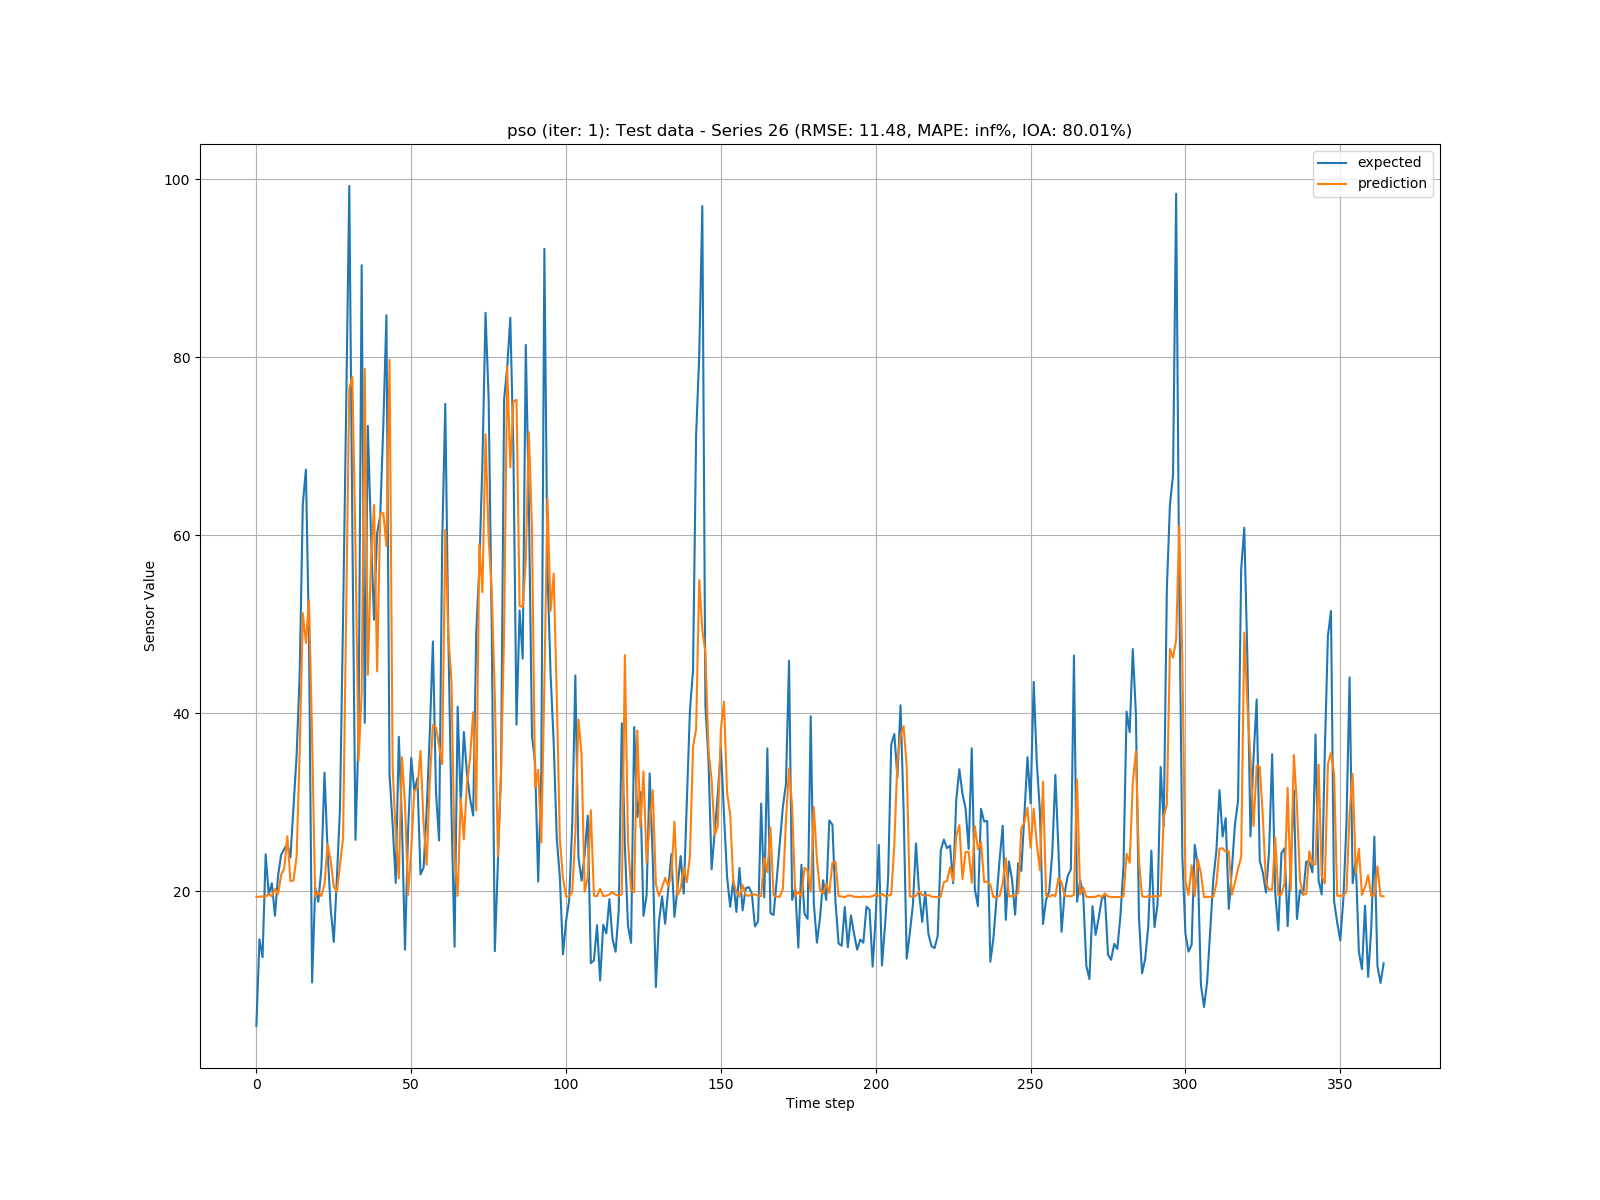 pso (iter: 1): Test data - Series 26 (RMSE: 11.48, MAPE: inf%, IOA: 80.01%)
expected
prediction
100
80
60
40
20
Sensor Value
0 50 100 150 200 250 300 350
Time step